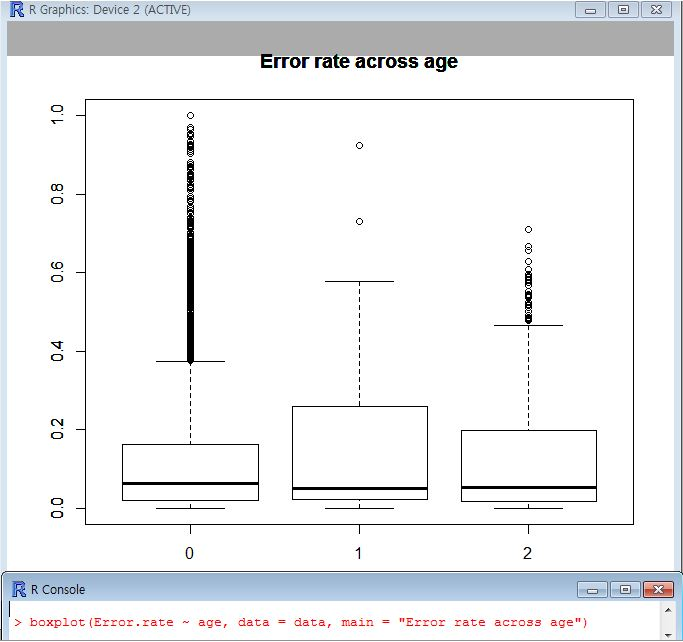 R Graphics: Device 2 (ACTIVE)
Error rate across age
1.0
0.8
0.6
0.4
0.2
0.0
0 1 2
R Console
> boxplot(Error.rate ~ age, data = data, main = "Error rate across age")